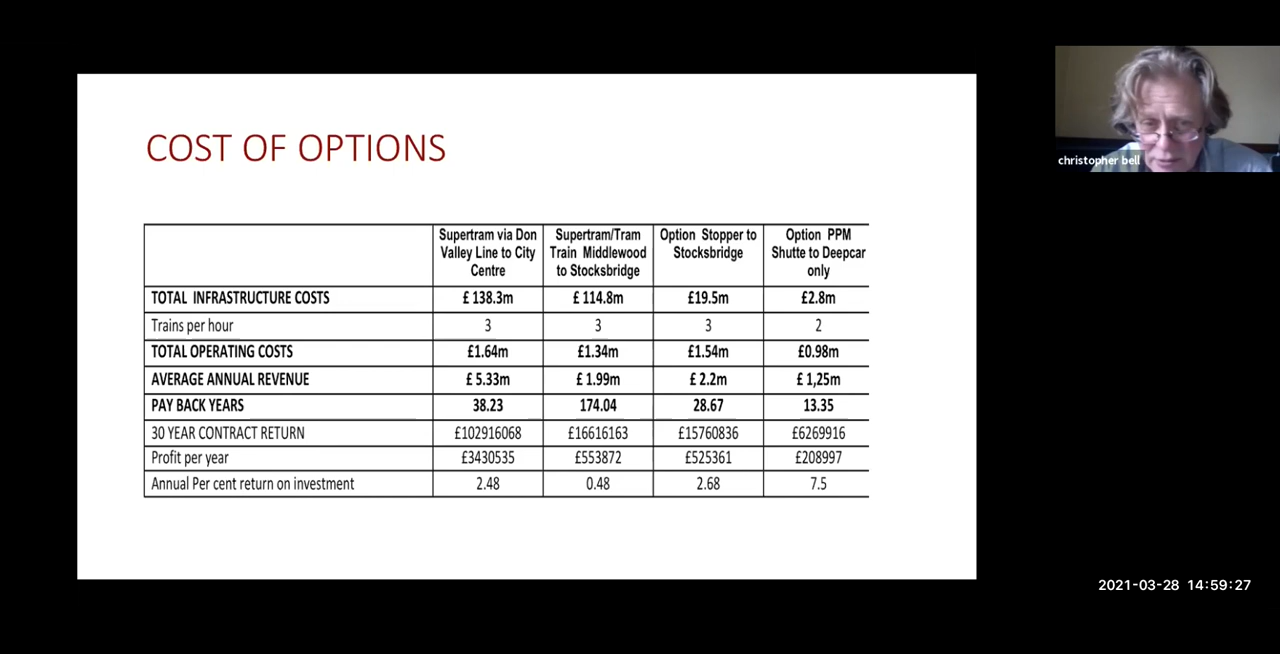 COST OF OPTIONS
Supertram via Don Valley Line to City Centre
Supertram/Tram Train Middlewood to Stocksbridge
Option Stopper to Stocksbridge
Option PPM Shutte to Deepcar only
TOTAL INFRASTRUCTURE COSTS £ 138.3m £ 114.8m £19.5m £2.8m
Trains per hour 3 3 3 2
TOTAL OPERATING COSTS £1.64m £1.34m £1.54m £0.98m
AVERAGE ANNUAL REVENUE £ 5.33m £ 1.99m £ 2.2m £ 1,25m
PAY BACK YEARS 38.23 174.04 28.67 13.35
30 YEAR CONTRACT RETURN £102916068 £16616163 £15760836 £6269916
Profit per year £3430535 £553872 £525361 £208997
Annual Per cent return on investment 2.48 0.48 2.68 7.5
christopher bell
2021-03-28 14:59:27